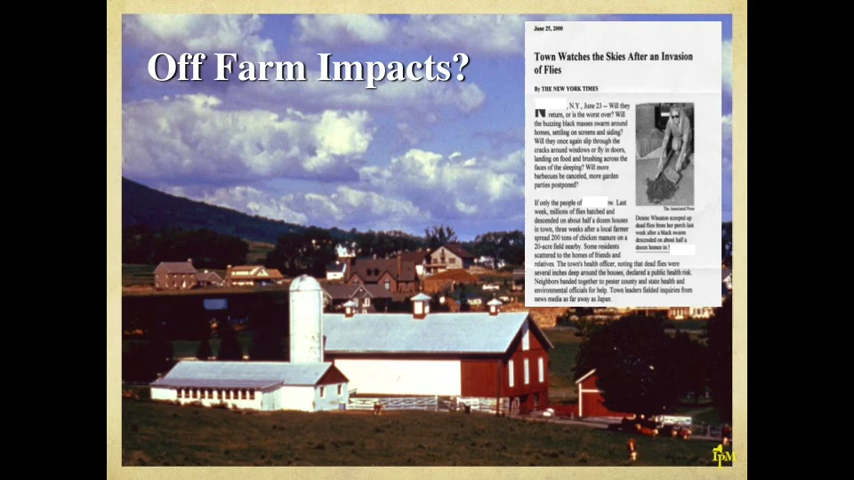 Off Farm Impacts?
June 25, 2000
Town Watches the Skies After an Invasion
of Flies
By THE NEW YORK TIMES
N , N.Y., June 23 -- Will they
return, or is the worst over? Will
the buzzing black masses swarm around
homes, settling on screens and siding?
Will they once again slip through the
cracks around windows or fly in doors,
landing on food and brushing across the
faces of the sleeping? Will more
barbecues be canceled, more garden
parties postponed?
If only the people of ow. Last
week, millions of flies hatched and
descended on about half a dozen houses
in town, three weeks after a local farmer
spread 200 tons of chicken manure on a
20-acre field nearby. Some residents
scattered to the homes of friends and
relatives. The town's health officer, noting that dead flies were
several inches deep around the houses, declared a public health risk.
Neighbors banded together to pester county and state health and
environmental officials for help. Town leaders fielded inquiries from
news media as far away as Japan.
The Associated Press
Denise Wheaton scooped up
dead flies from her porch last
week after a black swarm
descended on about half a
dozen homes in
IPM